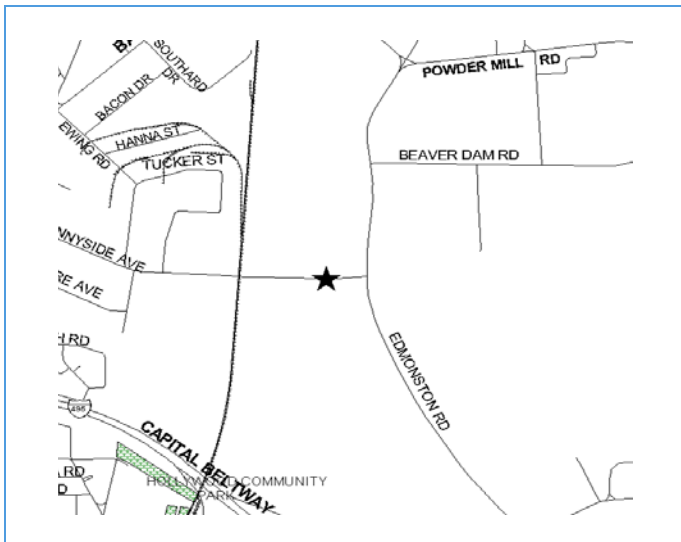 SOUTHARD
DR
BACON DR
POWDER MILL RD
EWING RD
HANNA ST
TUCKER ST
BEAVER DAM RD
NNYSIDE AVE
RE AVE
H RD
EDMONSTON RD
495
CAPITAL BELTWAY
HOLLYWOOD COMMUNITY
PARK
RD
D